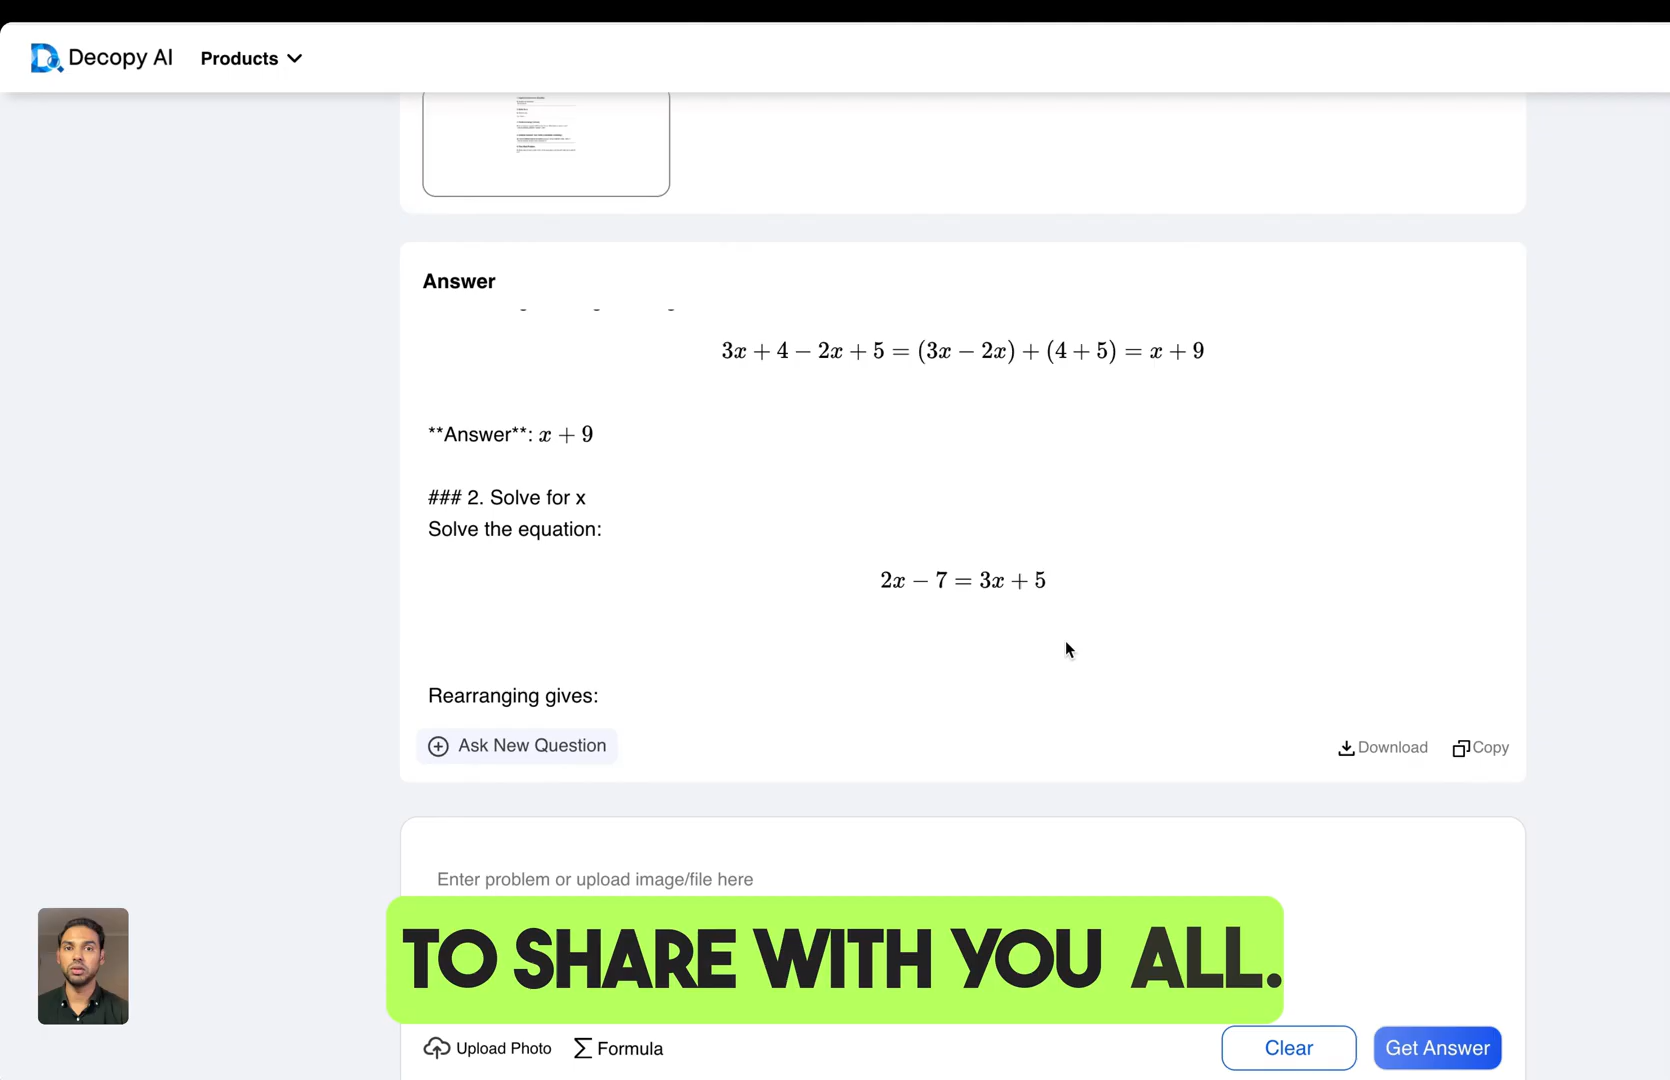 Decopy AI Products
Answer
3x + 4 − 2x + 5 = (3x − 2x) + (4 + 5) = x + 9
**Answer**: x + 9
### 2. Solve for x
Solve the equation:
2x − 7 = 3x + 5
Rearranging gives:
Ask New Question
Download Copy
Enter problem or upload image/file here
TO SHARE WITH YOU ALL.
Upload Photo Formula
Clear Get Answer